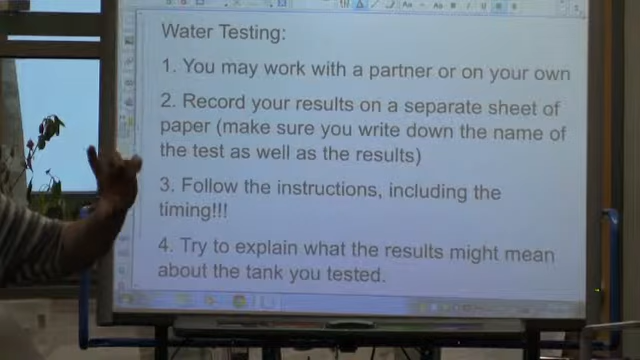 Water Testing:
1. You may work with a partner or on your own
2. Record your results on a separate sheet of
paper (make sure you write down the name of
the test as well as the results)
3. Follow the instructions, including the
timing!!!
4. Try to explain what the results might mean
about the tank you tested.